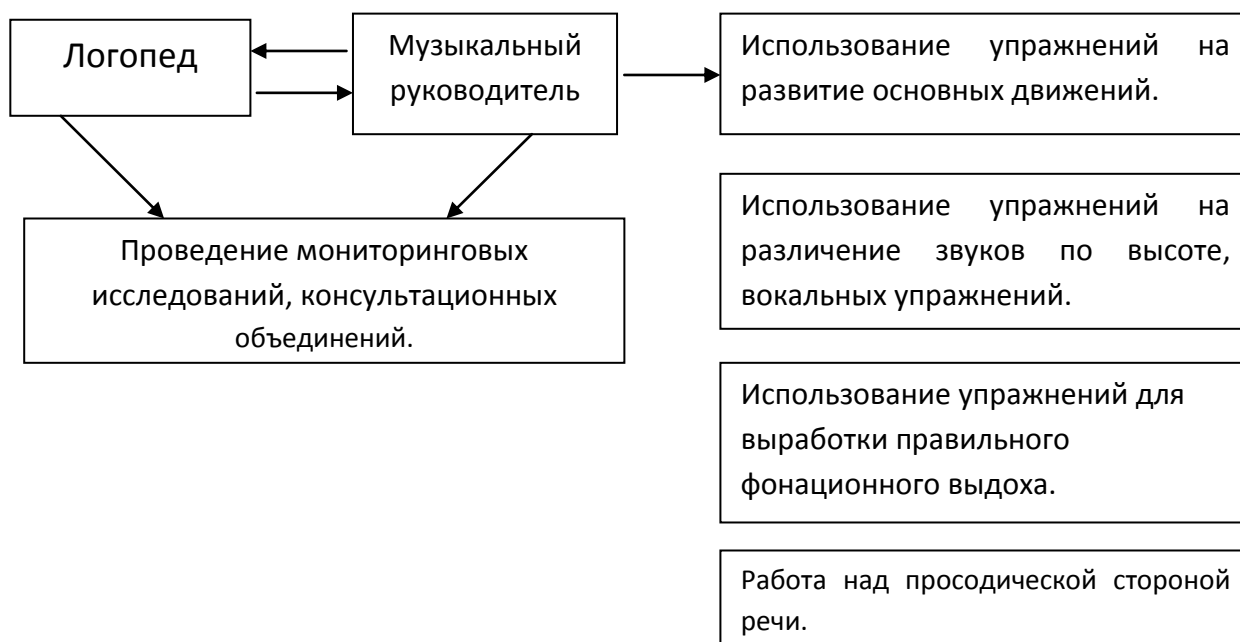 Логопед
Музыкальный
руководитель
Использование упражнений на
развитие основных движений.
Использование упражнений на
различение звуков по высоте,
вокальных упражнений.
Проведение мониторинговых
исследований, консультационных
объединений.
Использование упражнений для
выработки правильного
фонационного выдоха.
Работа над просодической стороной
речи.